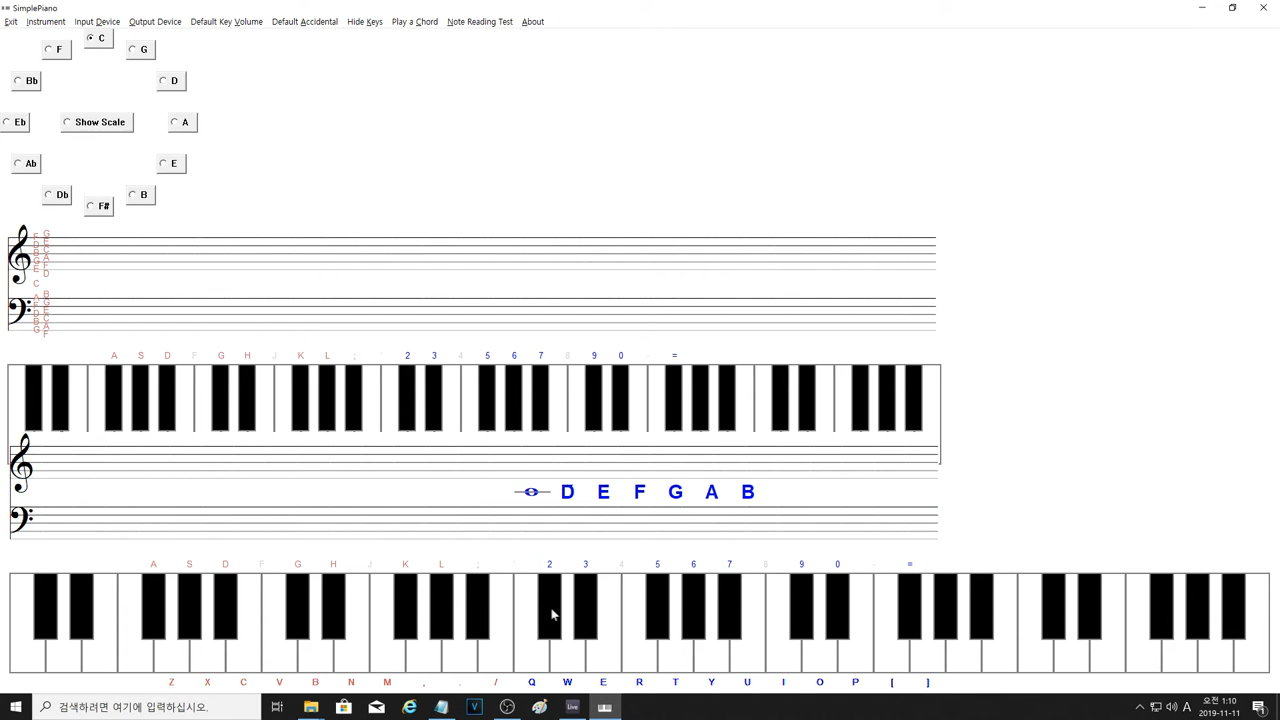 SimplePiano
Exit Instrument Input Device Output Device Default Key Volume Default Accidental Hide Keys Play a Chord Note Reading Test About
C
F G
Bb D
Eb Show Scale A
Ab E
Db B
F#
A S D F G H J K L ; ` 2 3 4 5 6 7 8 9 0 - =
D E F G A B
A S D F G H J K L ; ` 2 3 4 5 6 7 8 9 0 - =
Z X C V B N M , . / Q W E R T Y U I O P [ ]
검색하려면 여기에 입력하십시오.
Live
A
오전 1:10
2019-11-11